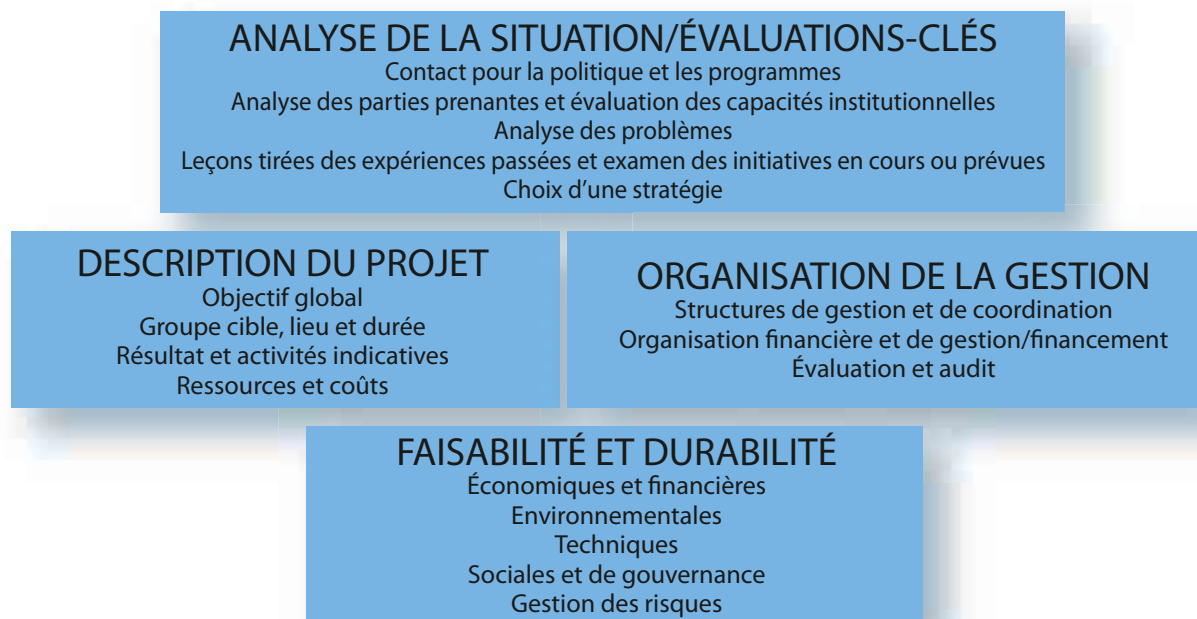 ANALYSE DE LA SITUATION/ÉVALUATIONS-CLÉS
Contact pour la politique et les programmes
Analyse des parties prenantes et évaluation des capacités institutionnelles
Analyse des problèmes
Leçons tirées des expériences passées et examen des initiatives en cours ou prévues
Choix d'une stratégie
DESCRIPTION DU PROJET
Objectif global
Groupe cible, lieu et durée
Résultat et activités indicatives
Ressources et coûts
ORGANISATION DE LA GESTION
Structures de gestion et de coordination
Organisation financière et de gestion/financement
Évaluation et audit
FAISABILITÉ ET DURABILITÉ
Économiques et financières
Environnementales
Techniques
Sociales et de gouvernance
Gestion des risques